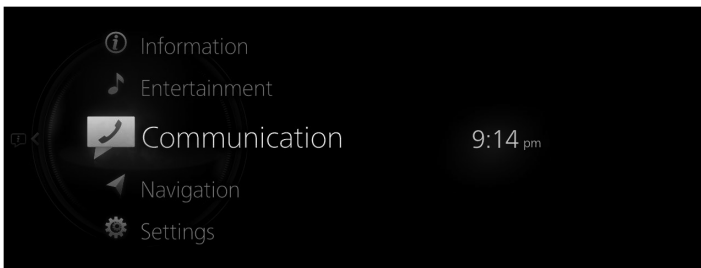 Information
Entertainment
Communication
9:14 pm
Navigation
Settings